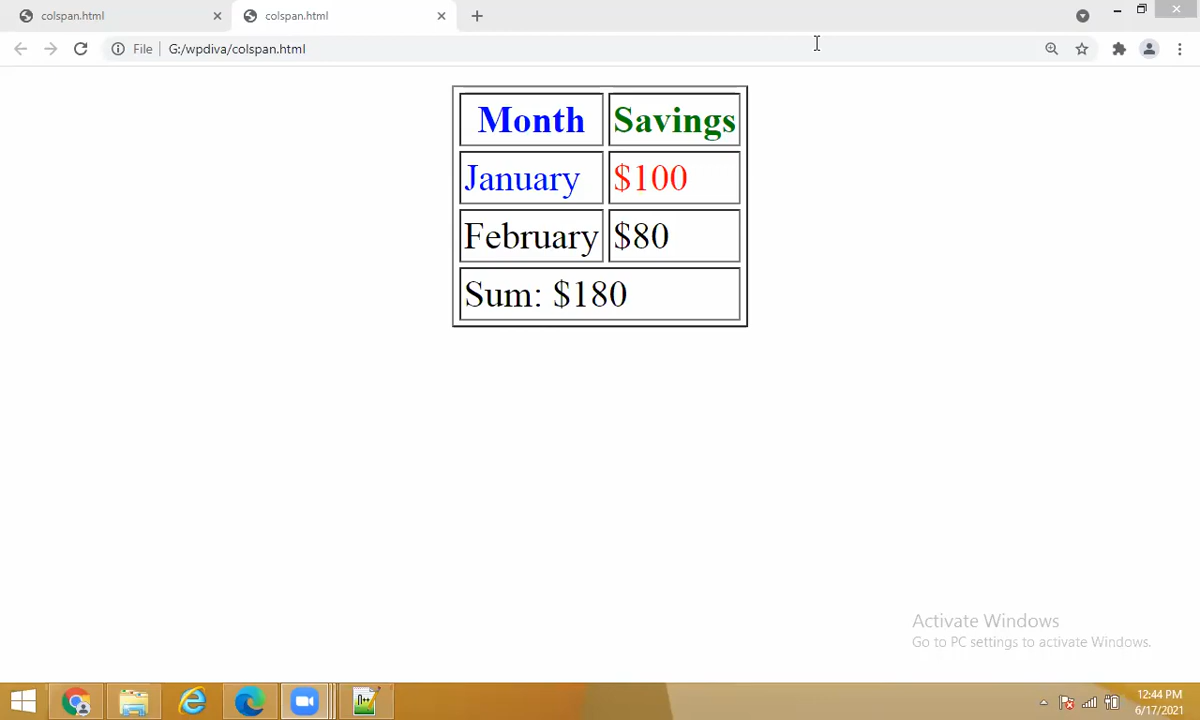 colspan.html
colspan.html
File
G:/wpdiva/colspan.html
Month Savings
January $100
February $80
Sum: $180
Activate Windows
Go to PC settings to activate Windows.
12:44 PM
6/17/2021